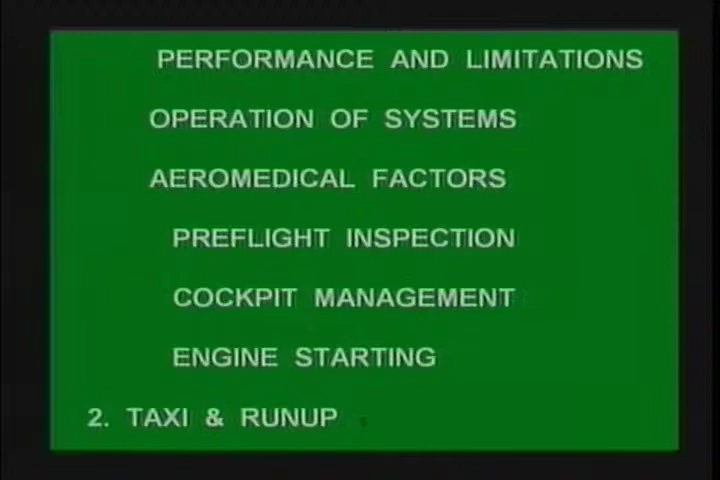 PERFORMANCE AND LIMITATIONS
OPERATION OF SYSTEMS
AEROMEDICAL FACTORS
PREFLIGHT INSPECTION
COCKPIT MANAGEMENT
ENGINE STARTING
2. TAXI & RUNUP